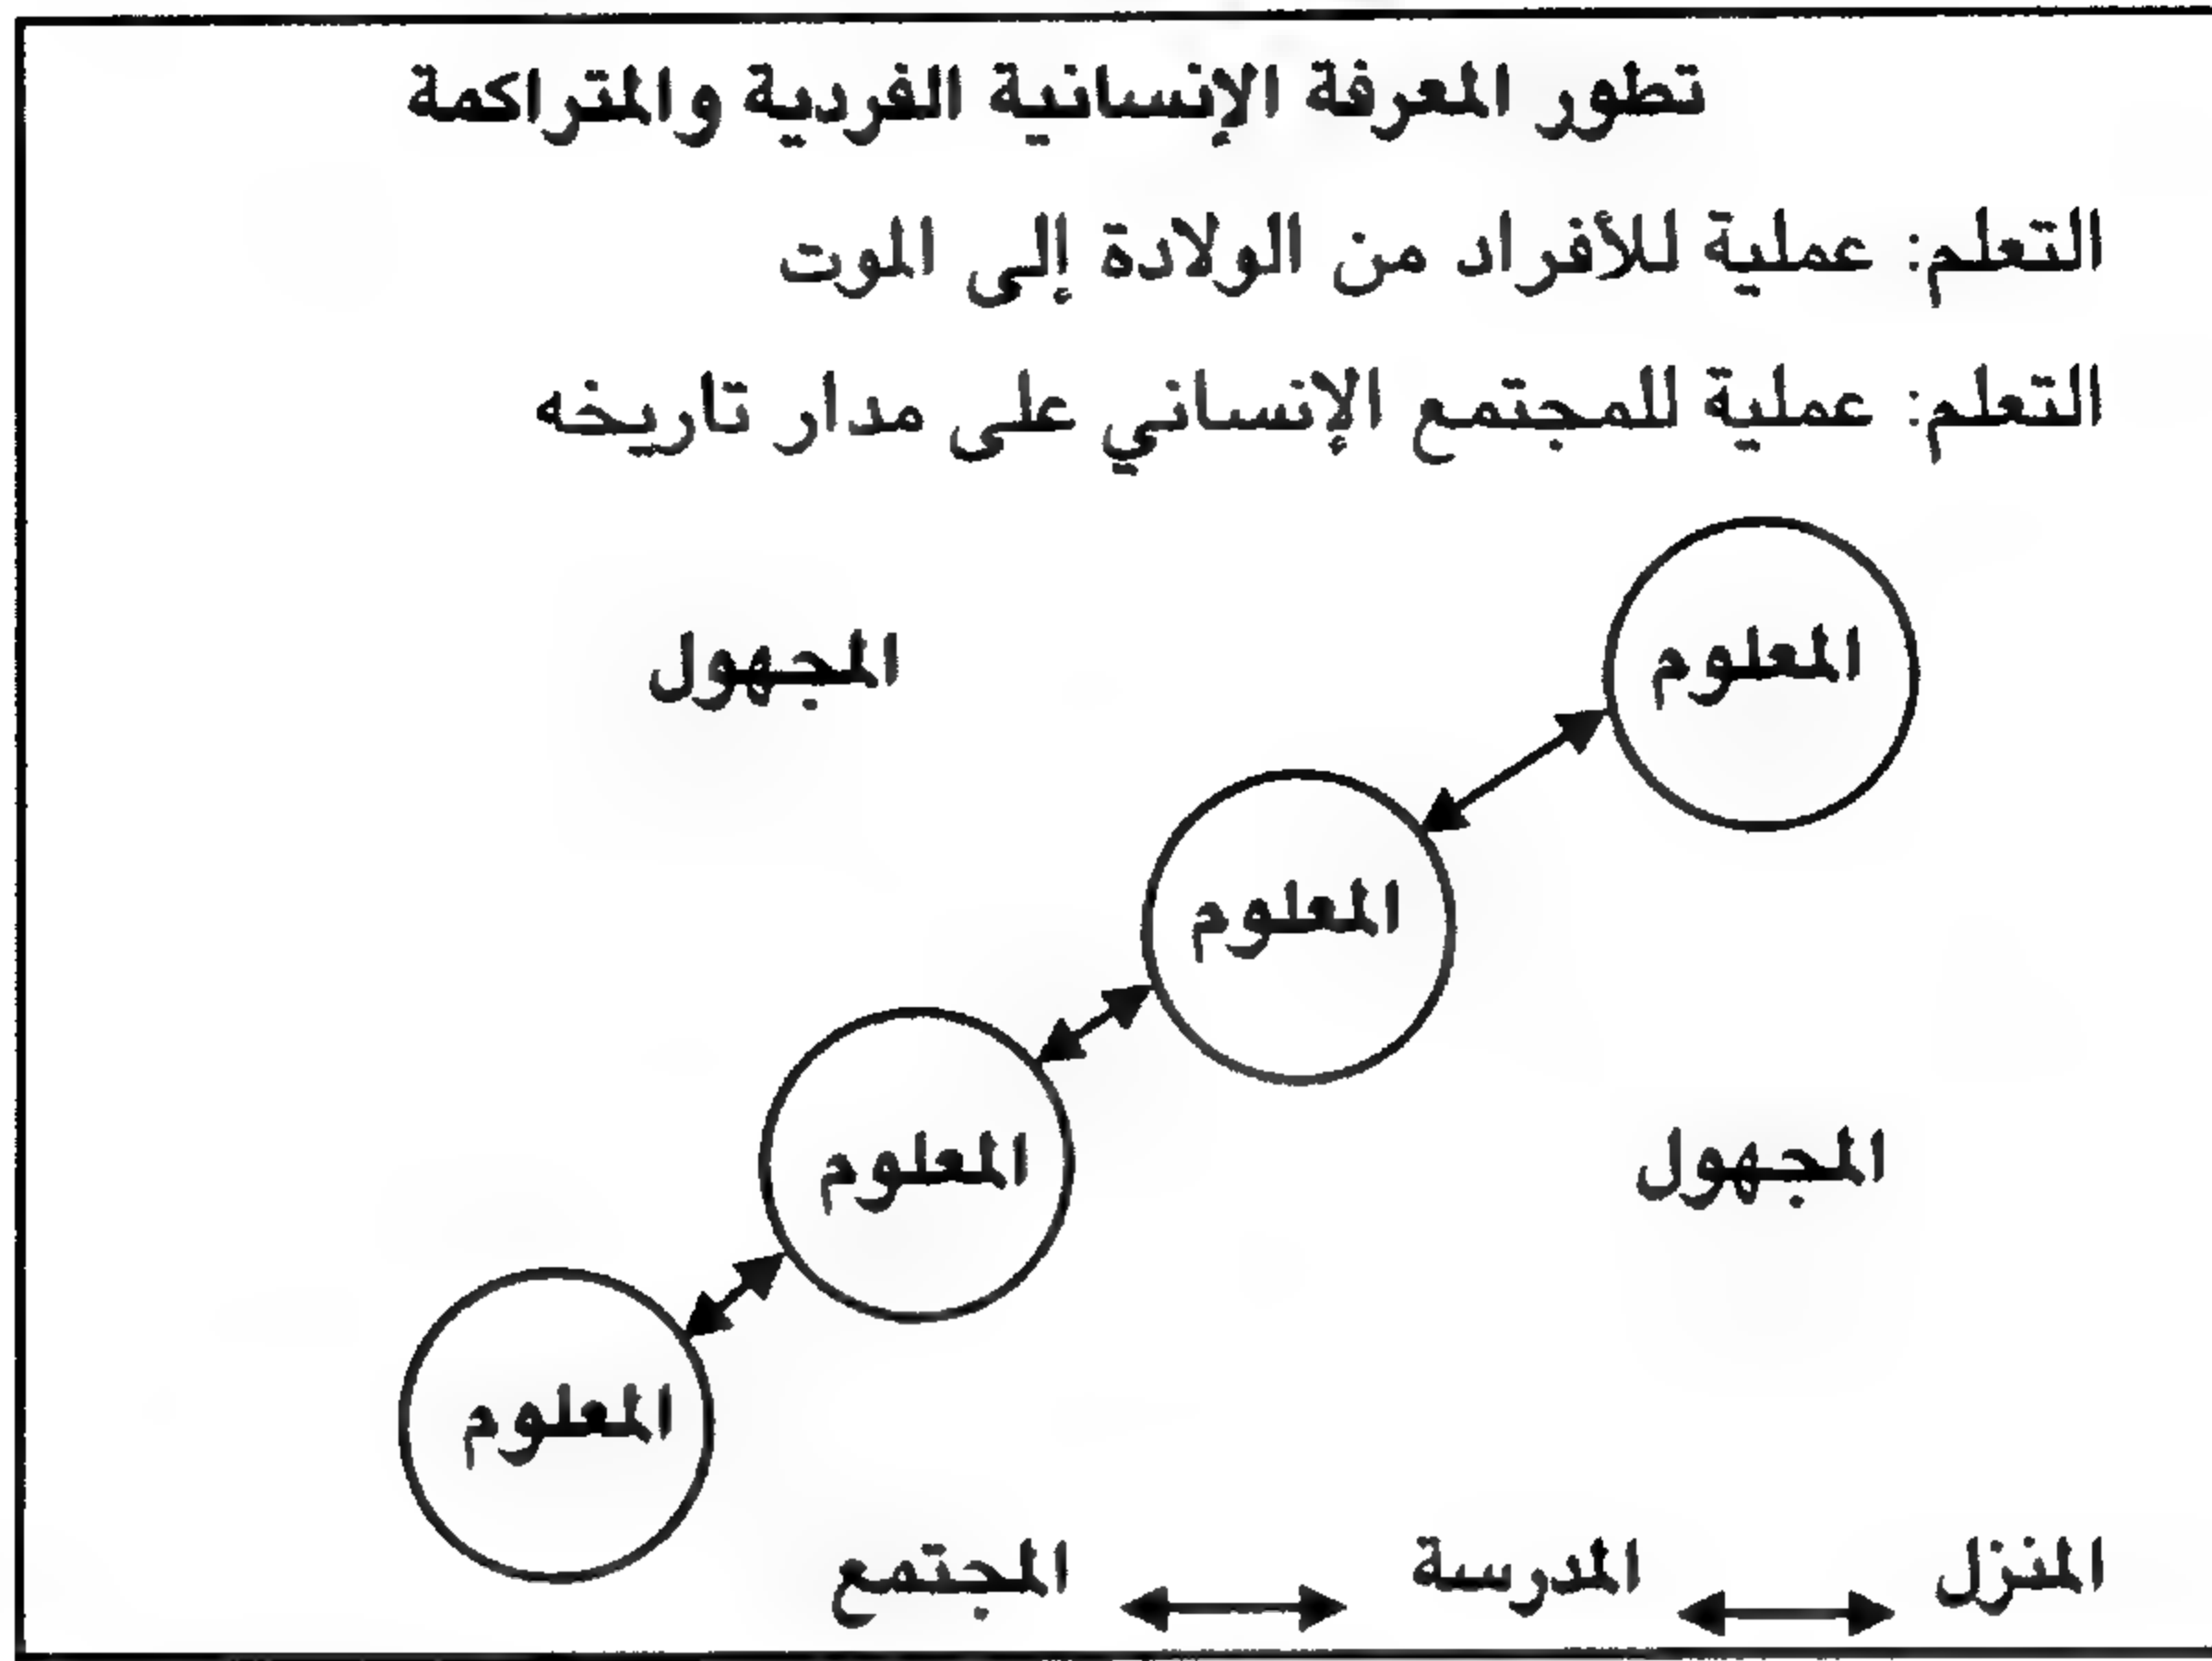 تطور المعرفة الإنسانية الفردية والمتراكمة
التعلم: عملية للأفراد من الولادة إلى الموت
التعلم: عملية للمجتمع الإنساني على مدار تاريخه
المعلوم
المجهول
المعلوم
المعلوم
المجهول
المعلوم
المنزل المدرسة المجتمع